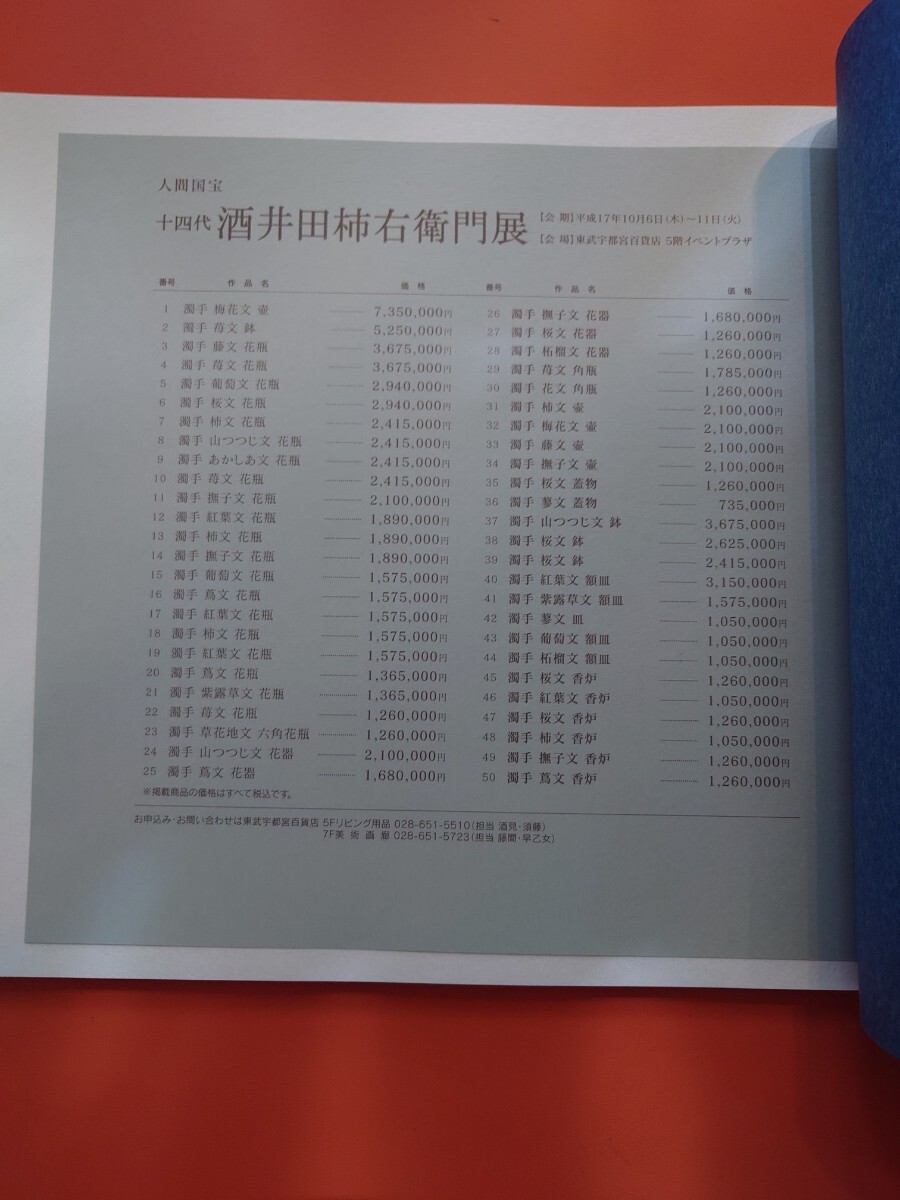 人間国宝
十四代 酒井田柿右衛門展
【会 期】平成17年10月6日(木)～11日(火)
【会 場】東武宇都宮百貨店 5階イベントプラザ
番号 作品名 価格
1 濁手 梅花文 壷 7,350,000円
2 濁手 苺文 鉢 5,250,000円
3 濁手 藤文 花瓶 3,675,000円
4 濁手 苺文 花瓶 3,675,000円
5 濁手 葡萄文 花瓶 2,940,000円
6 濁手 桜文 花瓶 2,940,000円
7 濁手 柿文 花瓶 2,415,000円
8 濁手 山つつじ文 花瓶 2,415,000円
9 濁手 あかしあ文 花瓶 2,415,000円
10 濁手 苺文 花瓶 2,415,000円
11 濁手 撫子文 花瓶 2,100,000円
12 濁手 紅葉文 花瓶 1,890,000円
13 濁手 柿文 花瓶 1,890,000円
14 濁手 撫子文 花瓶 1,890,000円
15 濁手 葡萄文 花瓶 1,575,000円
16 濁手 蔦文 花瓶 1,575,000円
17 濁手 紅葉文 花瓶 1,575,000円
18 濁手 柿文 花瓶 1,575,000円
19 濁手 紅葉文 花瓶 1,575,000円
20 濁手 蔦文 花瓶 1,365,000円
21 濁手 紫露草文 花瓶 1,365,000円
22 濁手 苺文 花瓶 1,260,000円
23 濁手 草花地文 六角花瓶 1,260,000円
24 濁手 山つつじ文 花器 2,100,000円
25 濁手 蔦文 花器 1,680,000円
※掲載商品の価格はすべて税込です。
番号 作品名 価格
26 濁手 撫子文 花器 1,680,000円
27 濁手 桜文 花器 1,260,000円
28 濁手 柘榴文 花器 1,260,000円
29 濁手 苺文 角瓶 1,785,000円
30 濁手 花文 角瓶 1,260,000円
31 濁手 柿文 壷 2,100,000円
32 濁手 梅花文 壷 2,100,000円
33 濁手 藤文 壷 2,100,000円
34 濁手 撫子文 壷 2,100,000円
35 濁手 桜文 蓋物 1,260,000円
36 濁手 蓼文 蓋物 735,000円
37 濁手 山つつじ文 鉢 3,675,000円
38 濁手 桜文 鉢 2,625,000円
39 濁手 桜文 鉢 2,415,000円
40 濁手 紅葉文 額皿 3,150,000円
41 濁手 紫露草文 額皿 1,575,000円
42 濁手 蓼文 皿 1,050,000円
43 濁手 葡萄文 額皿 1,050,000円
44 濁手 柘榴文 額皿 1,050,000円
45 濁手 桜文 香炉 1,260,000円
46 濁手 紅葉文 香炉 1,050,000円
47 濁手 桜文 香炉 1,260,000円
48 濁手 柿文 香炉 1,050,000円
49 濁手 撫子文 香炉 1,260,000円
50 濁手 蔦文 香炉 1,260,000円
お申込み・お問い合わせは東武宇都宮百貨店 5Fリビング用品 028-651-5510(担当 酒見・須藤)
7F美術画廊 028-651-5723(担当 藤間・早乙女)